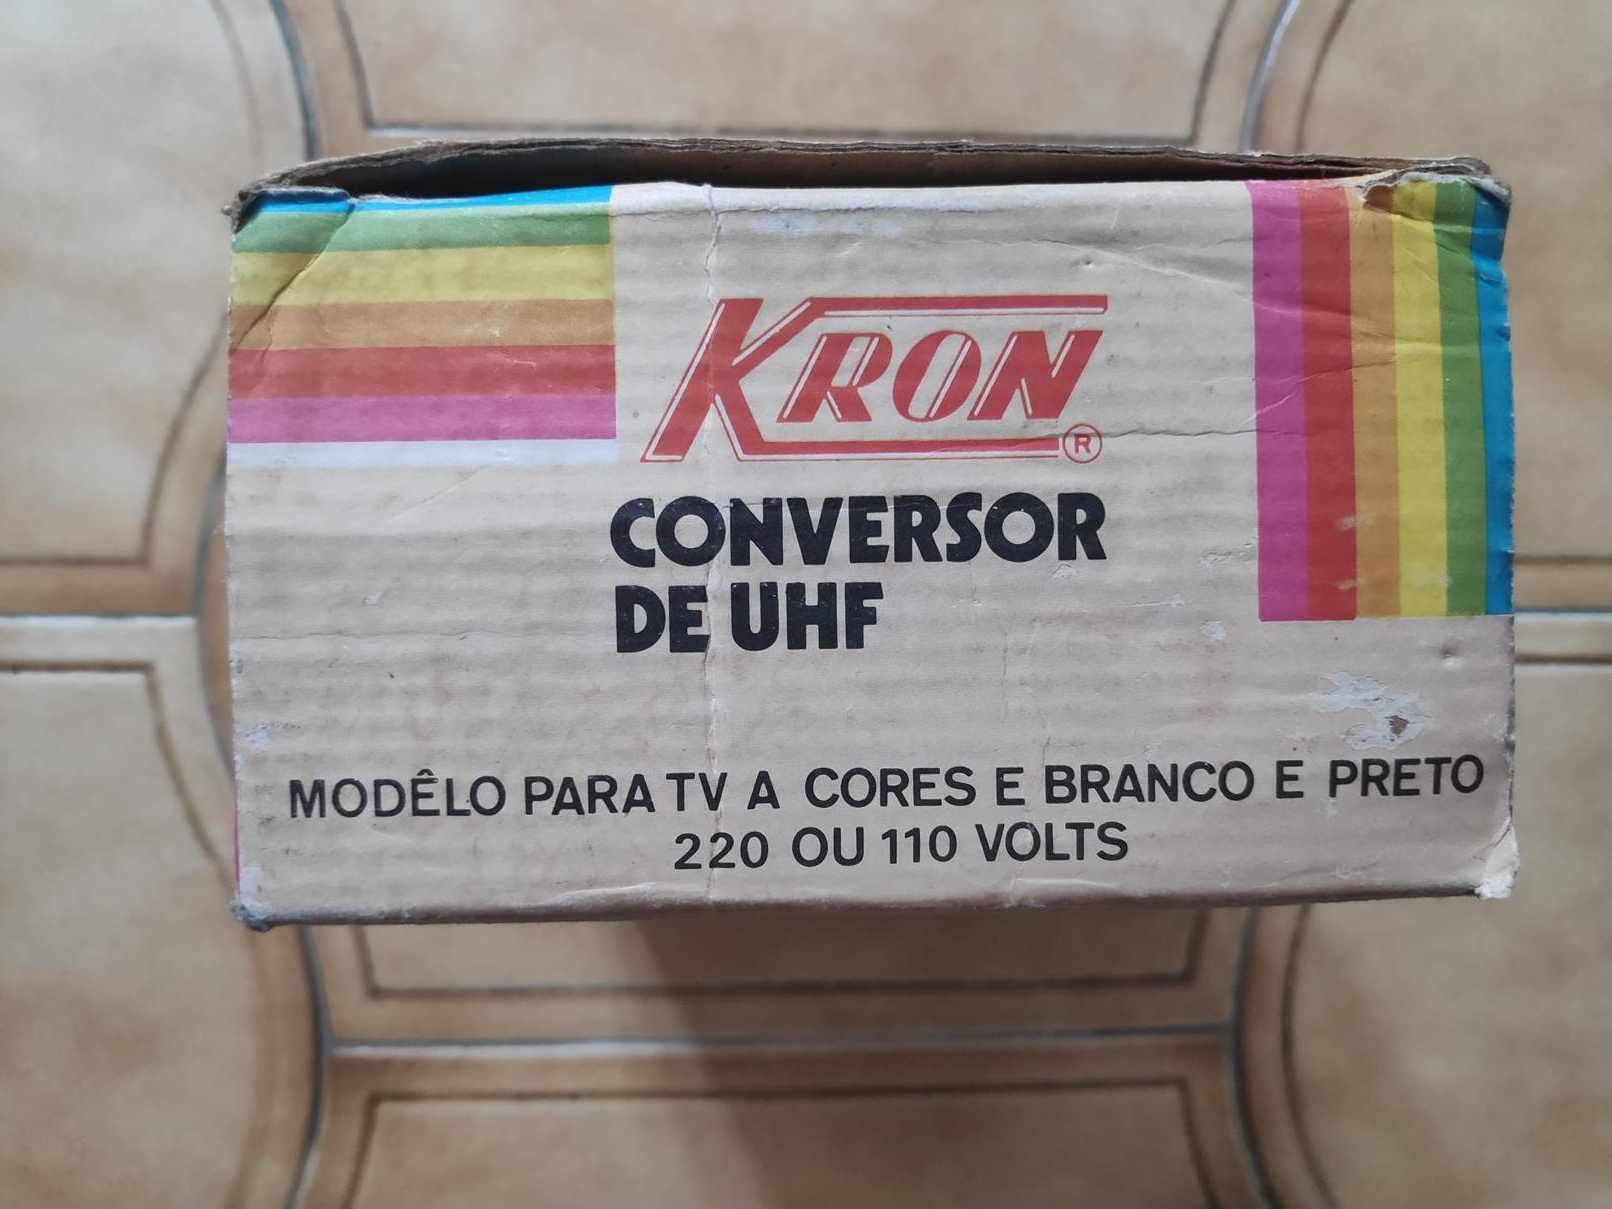 KRON
®
CONVERSOR
DE UHF
MODÊLO PARA TV A CORES E BRANCO E PRETO
220 OU 110 VOLTS